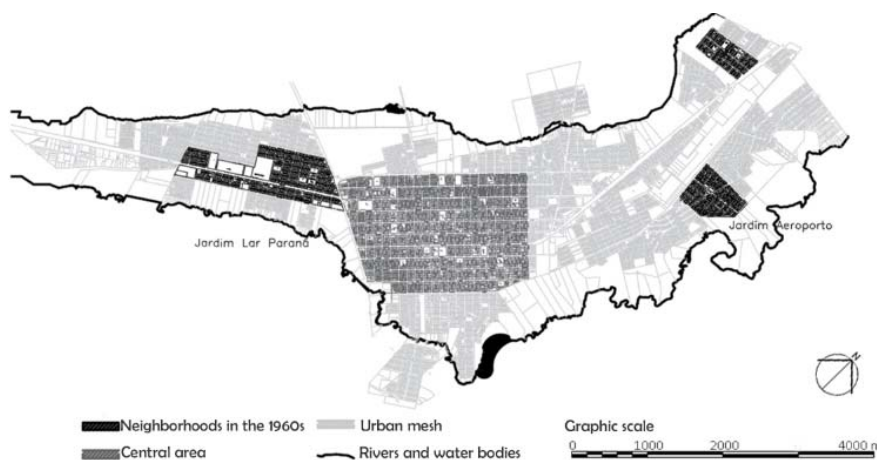 Jardim Lar Paraná
Jardim Aeroporto
N
Neighborhoods in the 1960s
Urban mesh
Graphic scale
Central area
Rivers and water bodies
0 1000 2000 4000 m